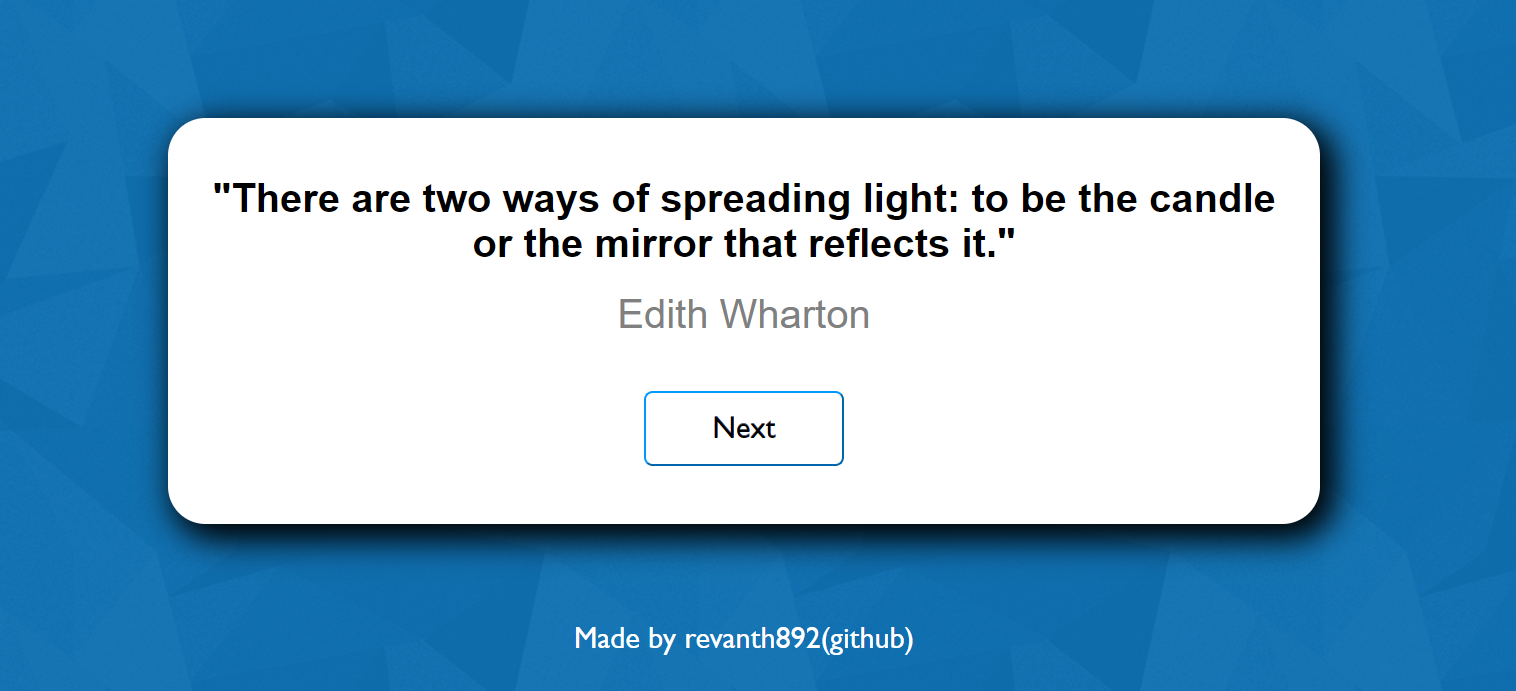 "There are two ways of spreading light: to be the candle
or the mirror that reflects it."
Edith Wharton
Next
Made by revanth892(github)